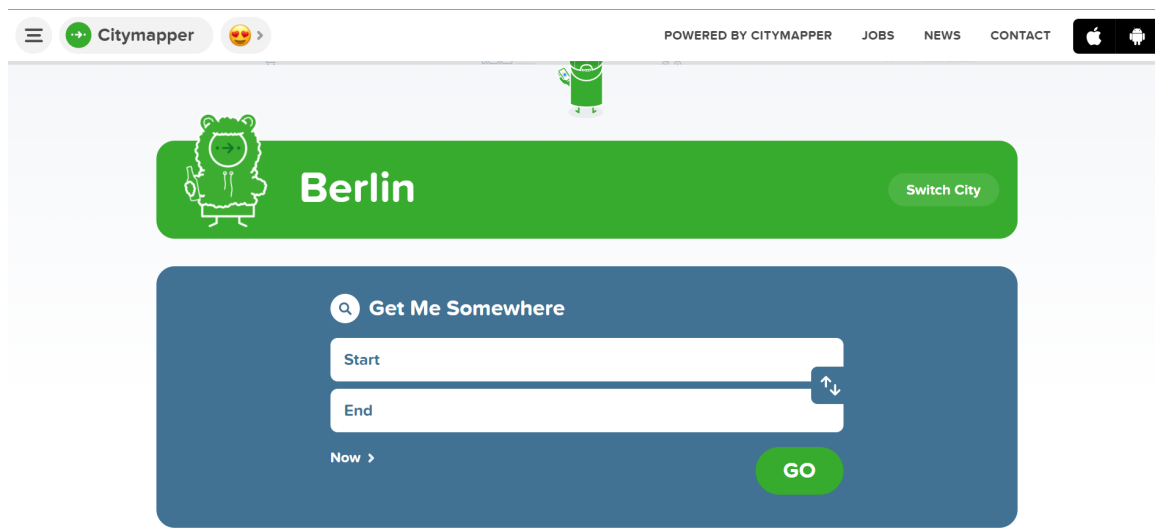 Citymapper
POWERED BY CITYMAPPER JOBS NEWS CONTACT
Berlin
Switch City
Get Me Somewhere
Start
End
Now
GO